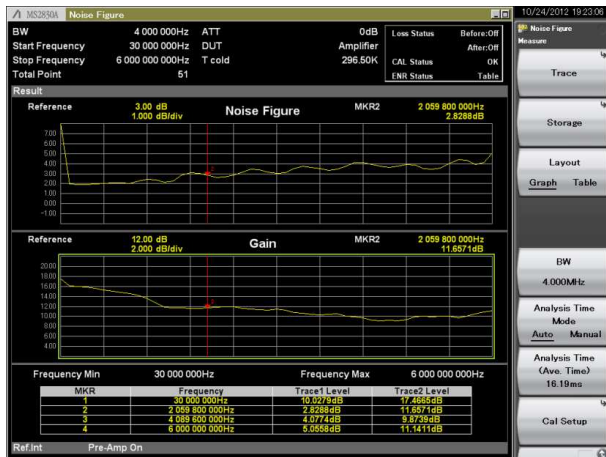 MS2830A Noise Figure
10/24/2012 19:23:06
BW 4 000 000Hz ATT 0dB Loss Status Before:Off
Start Frequency 30 000 000Hz DUT Amplifier After:Off
Stop Frequency 6 000 000 000Hz T cold 296.50K CAL Status OK
Total Point 51 ENR Status Table
Result
Reference 3.00 dB Noise Figure MKR2 2 059 800 000Hz
1.000 dB/div 2.8288dB
7.00
6.00
5.00
4.00
3.00
2.00
1.00
0.00
-1.00
Reference 12.00 dB Gain MKR2 2 059 800 000Hz
2.000 dB/div 11.6571dB
20.00
18.00
16.00
14.00
12.00
10.00
8.00
6.00
4.00
Frequency Min 30 000 000Hz Frequency Max 6 000 000 000Hz
MKR Frequency Trace1 Level Trace2 Level
1 30 000 000Hz 10.0279dB 17.4665dB
2 2 059 800 000Hz 2.8288dB 11.6571dB
3 4 089 600 000Hz 4.0774dB 9.8739dB
4 6 000 000 000Hz 5.0558dB 11.1411dB
Ref.Int Pre-Amp On
Noise Figure
Measure
Trace
Storage
Layout
Graph Table
BW
4.000MHz
Analysis Time
Mode
Auto Manual
Analysis Time
(Ave. Time)
16.19ms
Cal Setup